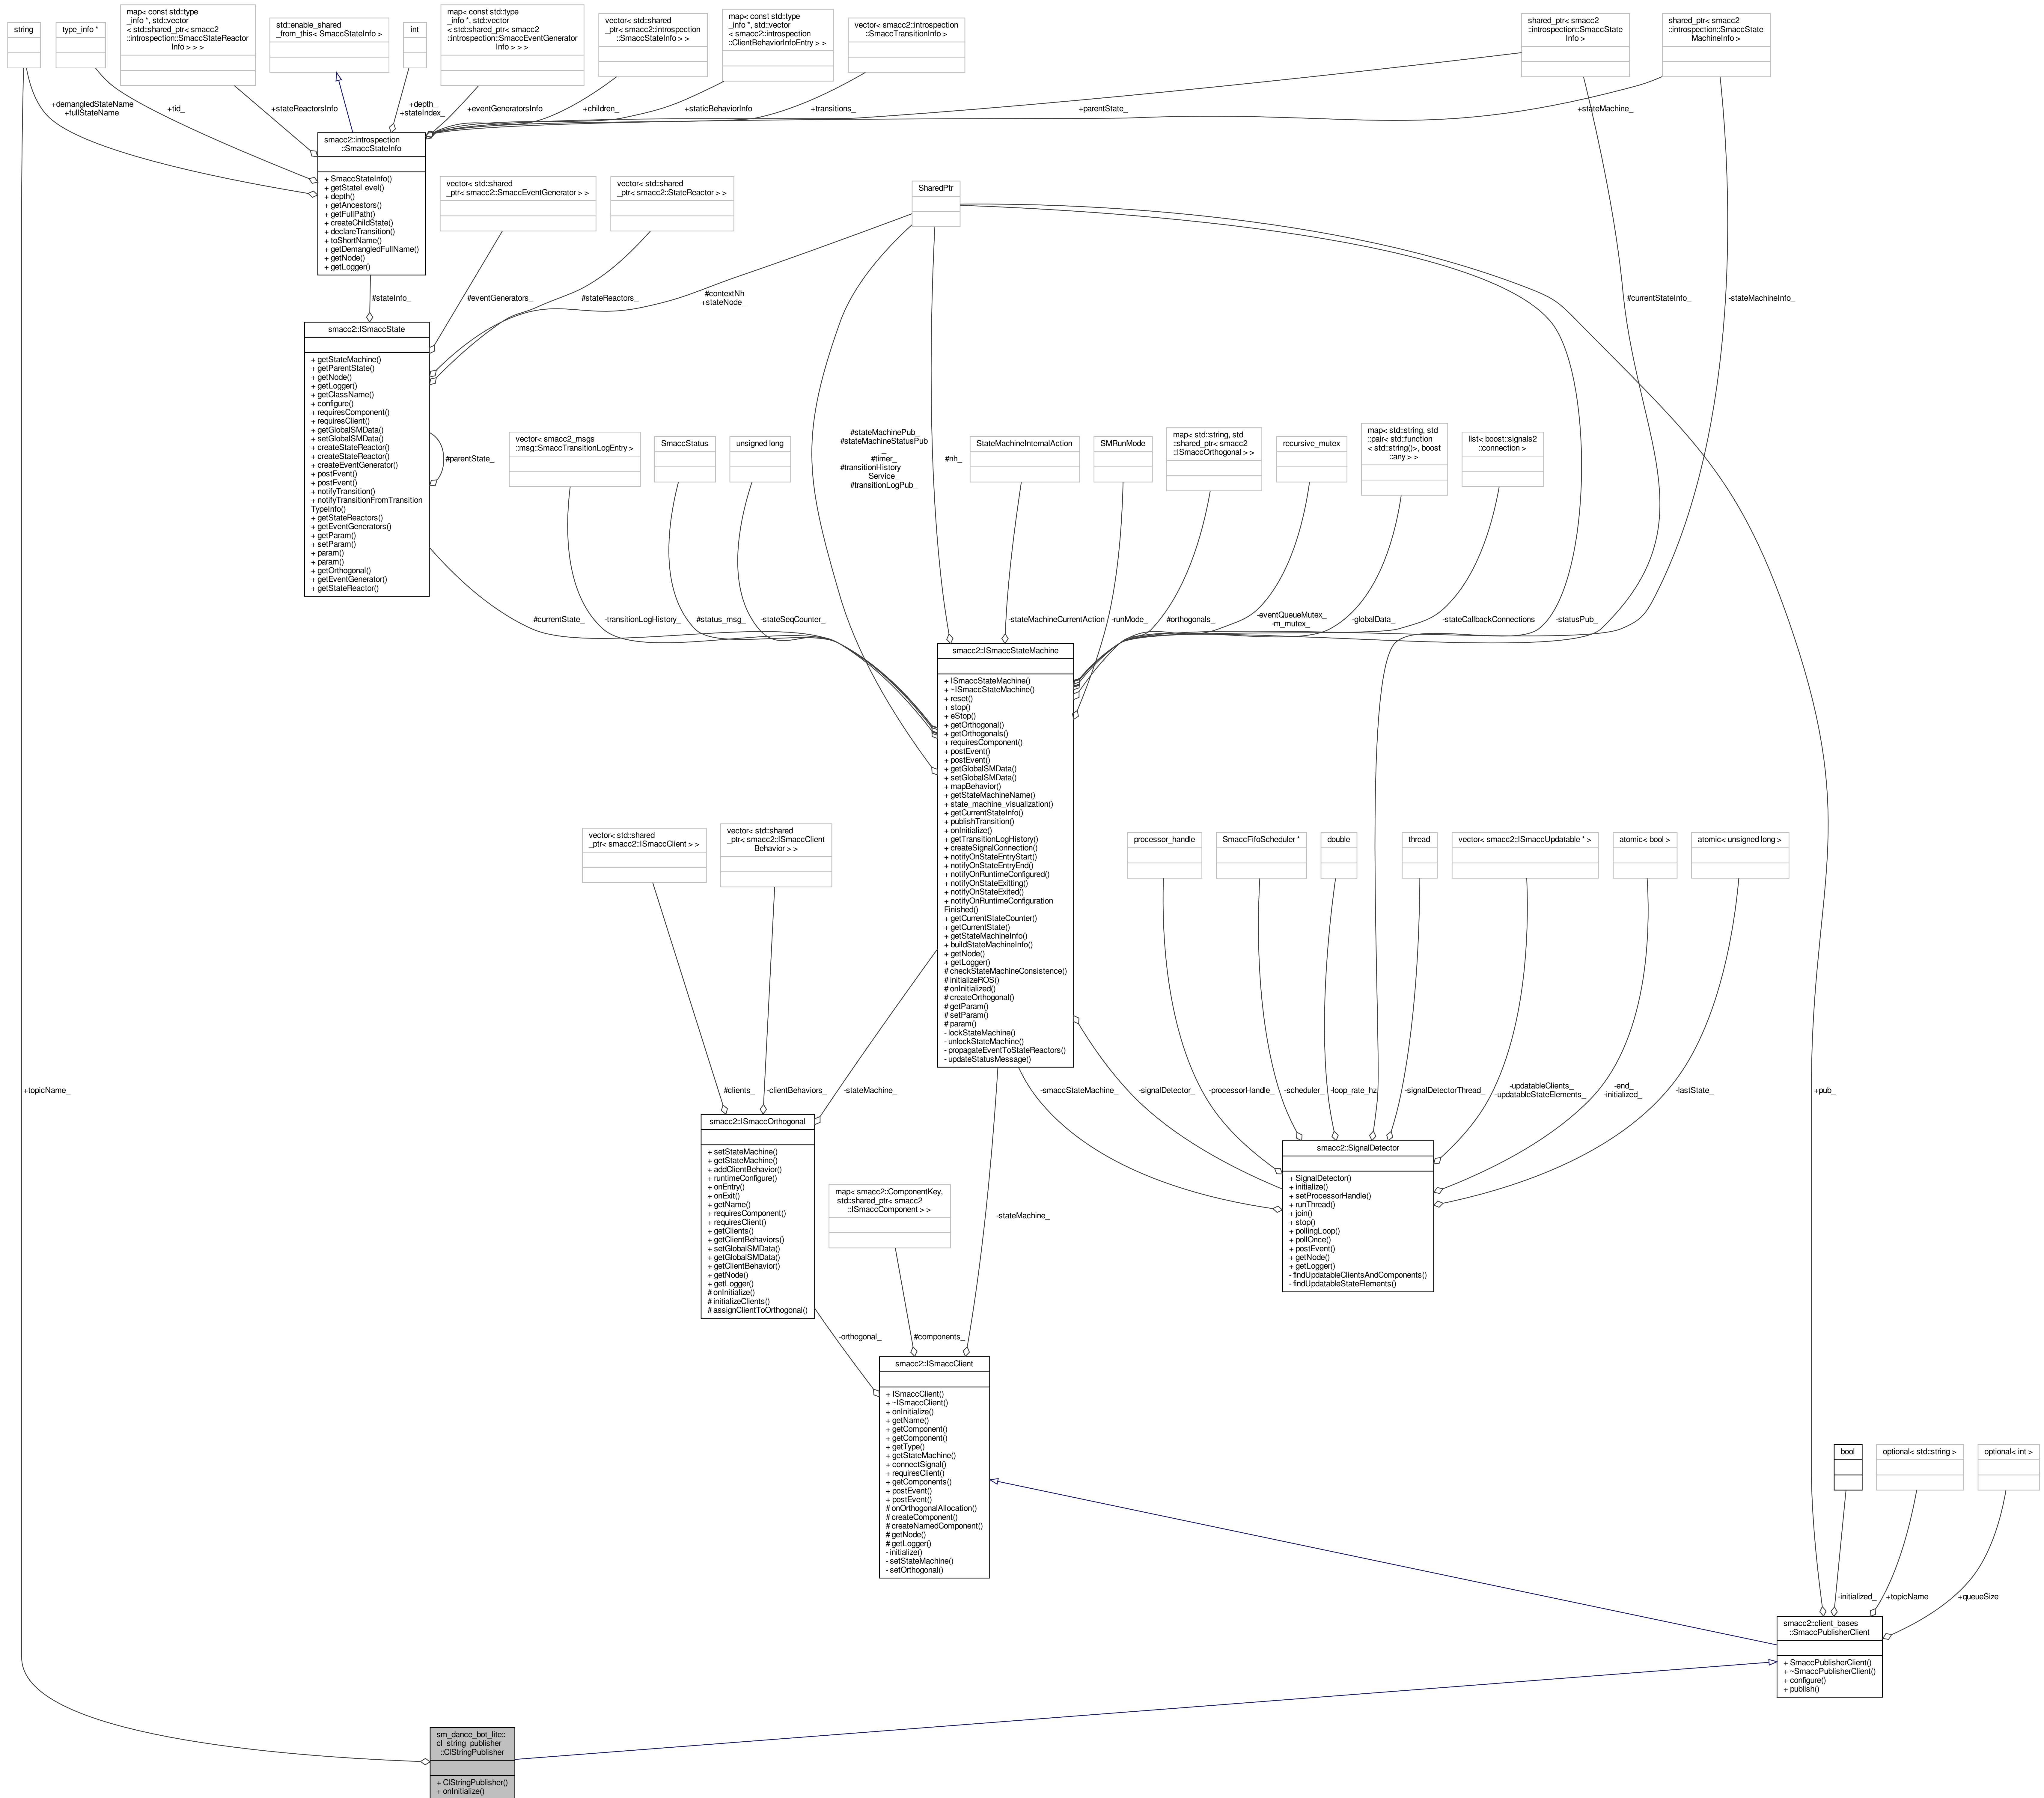 string
type_info *
map< const std::type
_info *, std::vector
< std::shared_ptr< smacc2
::introspection::SmaccStateReactor
Info > > >
std::enable_shared
_from_this< SmaccStateInfo >
int
map< const std::type
_info *, std::vector
< std::shared_ptr< smacc2
::introspection::SmaccEventGenerator
Info > > >
vector< std::shared
_ptr< smacc2::introspection
::SmaccStateInfo > >
map< const std::type
_info *, std::vector
< smacc2::introspection
::ClientBehaviorInfoEntry > >
vector< smacc2::introspection
::SmaccTransitionInfo >
shared_ptr< smacc2
::introspection::SmaccState
Info >
shared_ptr< smacc2
::introspection::SmaccState
MachineInfo >
+demangledStateName
+fullStateName
+tid_
+stateReactorsInfo
+depth_
+stateIndex_
+eventGeneratorsInfo
+children_
+staticBehaviorInfo
+transitions_
+parentState_
+stateMachine_
smacc2::introspection
::SmaccStateInfo
+ SmaccStateInfo()
+ getStateLevel()
+ depth()
+ getAncestors()
+ getFullPath()
+ createChildState()
+ declareTransition()
+ toShortName()
+ getDemangledFullName()
+ getNode()
+ getLogger()
vector< std::shared
_ptr< smacc2::SmaccEventGenerator > >
vector< std::shared
_ptr< smacc2::StateReactor > >
SharedPtr
#stateInfo_
#eventGenerators_
#stateReactors_
#contextNh
+stateNode_
#currentStateInfo_
-stateMachineInfo_
smacc2::ISmaccState
+ getStateMachine()
+ getParentState()
+ getNode()
+ getLogger()
+ getClassName()
+ configure()
+ requiresComponent()
+ requiresClient()
+ getGlobalSMData()
+ setGlobalSMData()
+ createStateReactor()
+ createStateReactor()
+ createEventGenerator()
+ postEvent()
+ postEvent()
+ notifyTransition()
+ notifyTransitionFromTransition
TypeInfo()
+ getStateReactors()
+ getEventGenerators()
+ getParam()
+ setParam()
+ param()
+ param()
+ getOrthogonal()
+ getEventGenerator()
+ getStateReactor()
#parentState_
vector< smacc2_msgs
::msg::SmaccTransitionLogEntry >
SmaccStatus
unsigned long
#stateMachinePub_
#stateMachineStatusPub
_
#timer_
#transitionHistory
Service_
#transitionLogPub_
#nh_
StateMachineInternalAction
SMRunMode
map< std::string, std
::shared_ptr< smacc2
::ISmaccOrthogonal > >
recursive_mutex
map< std::string, std
::pair< std::function
< std::string()>, boost
::any > >
list< boost::signals2
::connection >
#currentState_
-transitionLogHistory_
#status_msg_
-stateSeqCounter_
-stateMachineCurrentAction
-runMode_
#orthogonals_
-eventQueueMutex_
-m_mutex_
-globalData_
-stateCallbackConnections
-statusPub_
smacc2::ISmaccStateMachine
+ ISmaccStateMachine()
+ ~ISmaccStateMachine()
+ reset()
+ stop()
+ eStop()
+ getOrthogonal()
+ getOrthogonals()
+ requiresComponent()
+ postEvent()
+ postEvent()
+ getGlobalSMData()
+ setGlobalSMData()
+ mapBehavior()
+ getStateMachineName()
+ state_machine_visualization()
+ getCurrentStateInfo()
+ publishTransition()
+ onInitialize()
+ getTransitionLogHistory()
+ createSignalConnection()
+ notifyOnStateEntryStart()
+ notifyOnStateEntryEnd()
+ notifyOnRuntimeConfigured()
+ notifyOnStateExitting()
+ notifyOnStateExited()
+ notifyOnRuntimeConfiguration
Finished()
+ getCurrentStateCounter()
+ getCurrentState()
+ getStateMachineInfo()
+ buildStateMachineInfo()
+ getNode()
+ getLogger()
# checkStateMachineConsistence()
# initializeROS()
# onInitialized()
# createOrthogonal()
# getParam()
# setParam()
# param()
- lockStateMachine()
- unlockStateMachine()
- propagateEventToStateReactors()
- updateStatusMessage()
vector< std::shared
_ptr< smacc2::ISmaccClient > >
vector< std::shared
_ptr< smacc2::ISmaccClient
Behavior > >
processor_handle
SmaccFifoScheduler *
double
thread
vector< smacc2::ISmaccUpdatable * >
atomic< bool >
atomic< unsigned long >
+topicName_
#clients_
-clientBehaviors_
-stateMachine_
-smaccStateMachine_
-signalDetector_
-processorHandle_
-scheduler_
-loop_rate_hz
-signalDetectorThread_
-updatableClients_
-updatableStateElements_
-end_
-initialized_
-lastState_
+pub_
smacc2::ISmaccOrthogonal
+ setStateMachine()
+ getStateMachine()
+ addClientBehavior()
+ runtimeConfigure()
+ onEntry()
+ onExit()
+ getName()
+ requiresComponent()
+ requiresClient()
+ getClients()
+ getClientBehaviors()
+ setGlobalSMData()
+ getGlobalSMData()
+ getClientBehavior()
+ getNode()
+ getLogger()
# onInitialize()
# initializeClients()
# assignClientToOrthogonal()
smacc2::SignalDetector
+ SignalDetector()
+ initialize()
+ setProcessorHandle()
+ runThread()
+ join()
+ stop()
+ pollingLoop()
+ pollOnce()
+ postEvent()
+ getNode()
+ getLogger()
- findUpdatableClientsAndComponents()
- findUpdatableStateElements()
map< smacc2::ComponentKey,
std::shared_ptr< smacc2
::ISmaccComponent > >
-stateMachine_
-orthogonal_
#components_
smacc2::ISmaccClient
+ ISmaccClient()
+ ~ISmaccClient()
+ onInitialize()
+ getName()
+ getComponent()
+ getComponent()
+ getType()
+ getStateMachine()
+ connectSignal()
+ requiresClient()
+ getComponents()
+ postEvent()
+ postEvent()
# onOrthogonalAllocation()
# createComponent()
# createNamedComponent()
# getNode()
# getLogger()
- initialize()
- setStateMachine()
- setOrthogonal()
bool
optional< std::string >
optional< int >
-initialized_
+topicName
+queueSize
smacc2::client_bases
::SmaccPublisherClient
+ SmaccPublisherClient()
+ ~SmaccPublisherClient()
+ configure()
+ publish()
sm_dance_bot_lite::
cl_string_publisher
::ClStringPublisher
+ ClStringPublisher()
+ onInitialize()